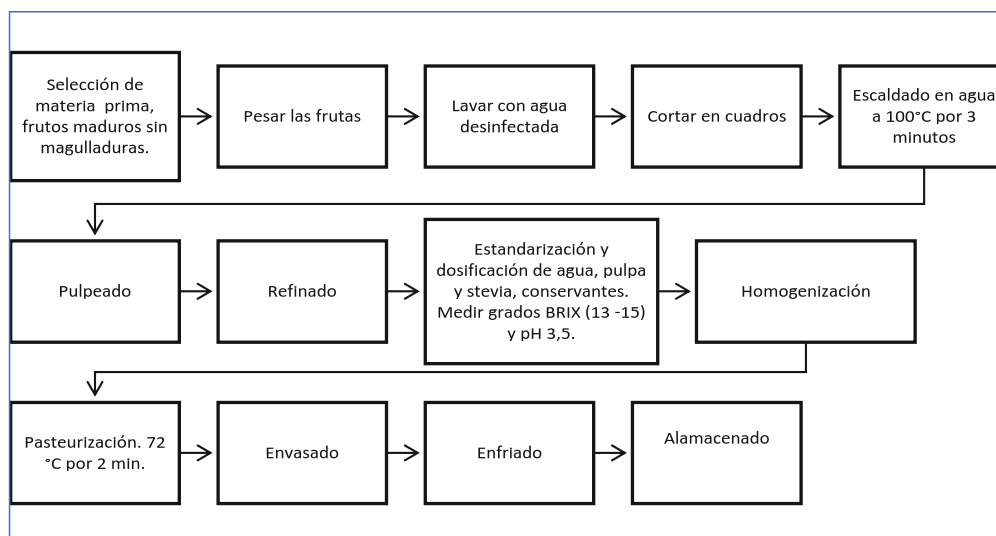 Selección de
materia  prima,
frutos maduros sin
magulladuras.
Pesar las frutas
Lavar con agua
desinfectada
Cortar en cuadros
Escaldado en agua
a 100°C por 3
minutos
Pulpeado
Refinado
Estandarización y
dosificación de agua, pulpa
y stevia, conservantes.
Medir grados BRIX (13 -15)
y pH 3,5.
Homogenización
Pasteurización. 72
°C por 2 min.
Envasado
Enfriado
Alamacenado